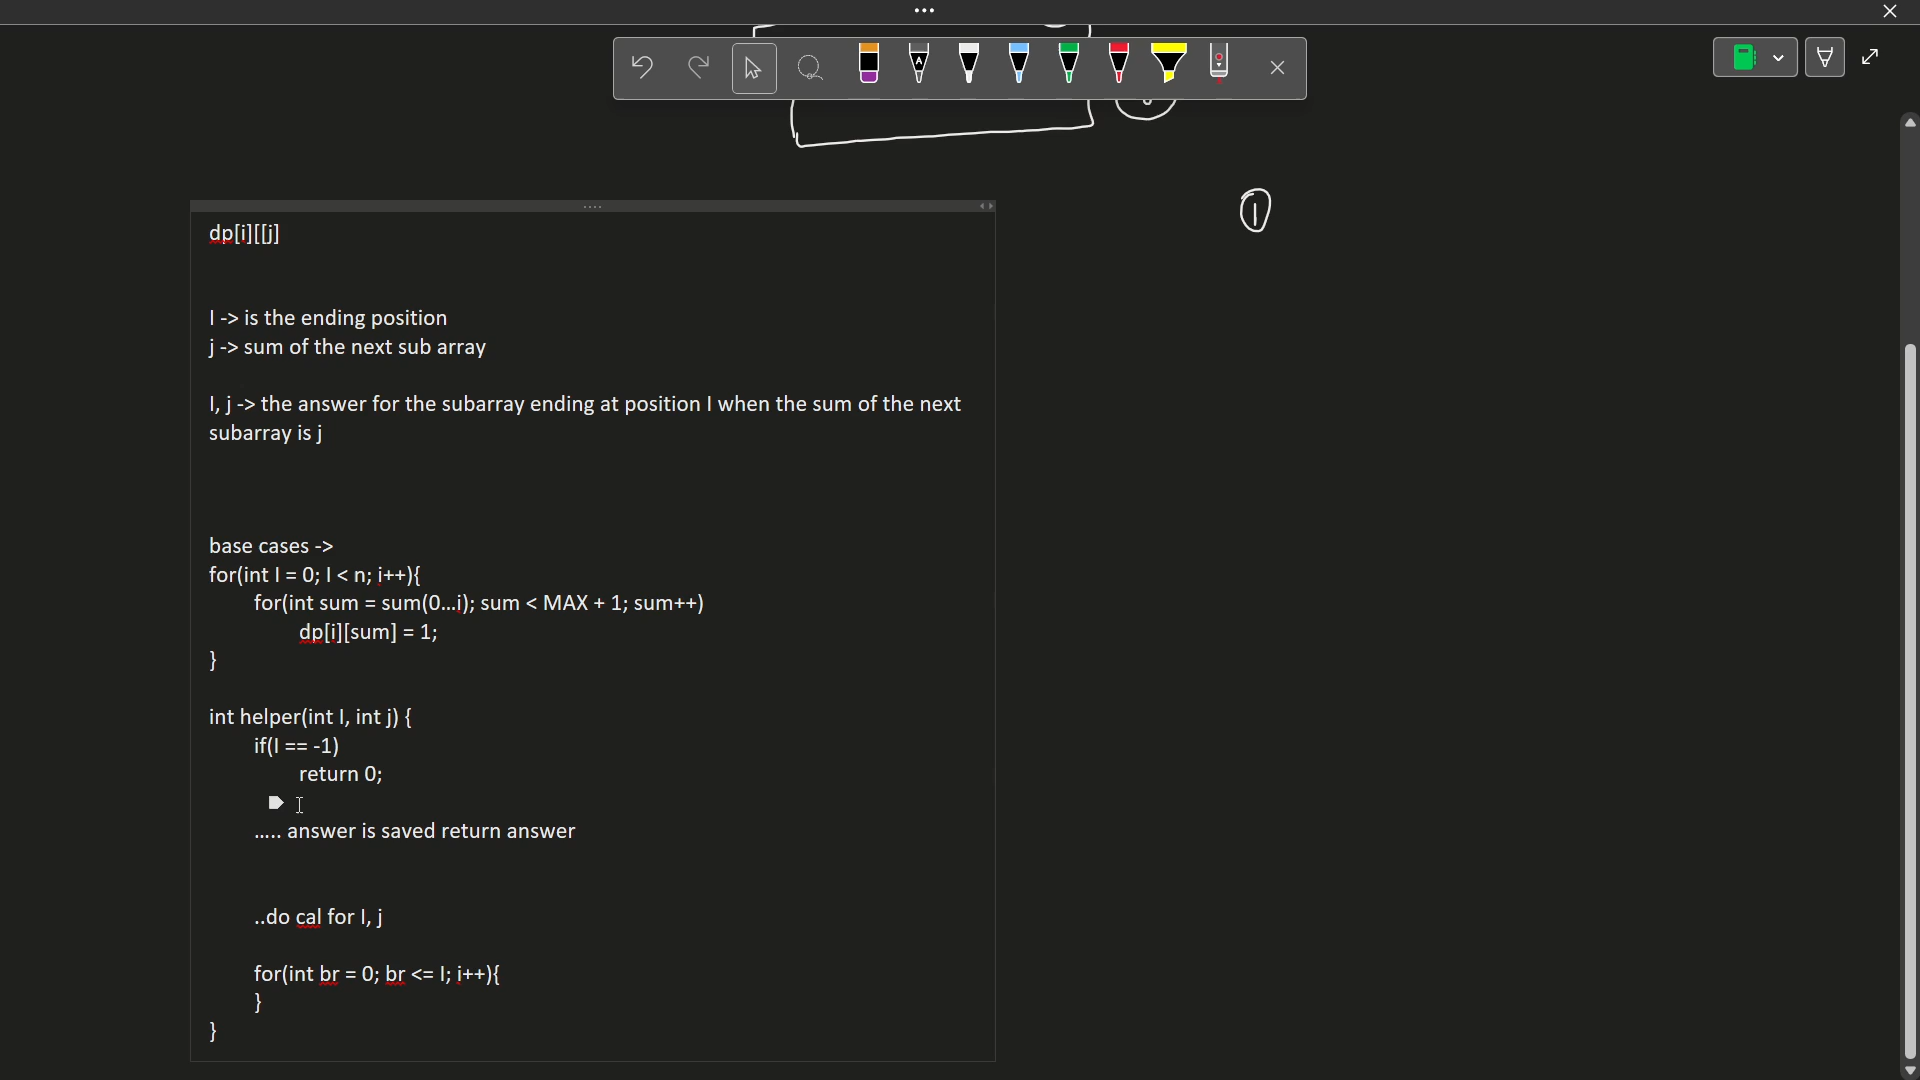 dp[i][[j]
I -> is the ending position
j -> sum of the next sub array
I, j -> the answer for the subarray ending at position I when the sum of the next
subarray is j
base cases ->
for(int I = 0; I < n; i++){
for(int sum = sum(0...i); sum < MAX + 1; sum++)
dp[i][sum] = 1;
}
int helper(int I, int j) {
if(I == -1)
return 0;
..... answer is saved return answer
..do cal for I, j
for(int br = 0; br <= I; i++){
}
}